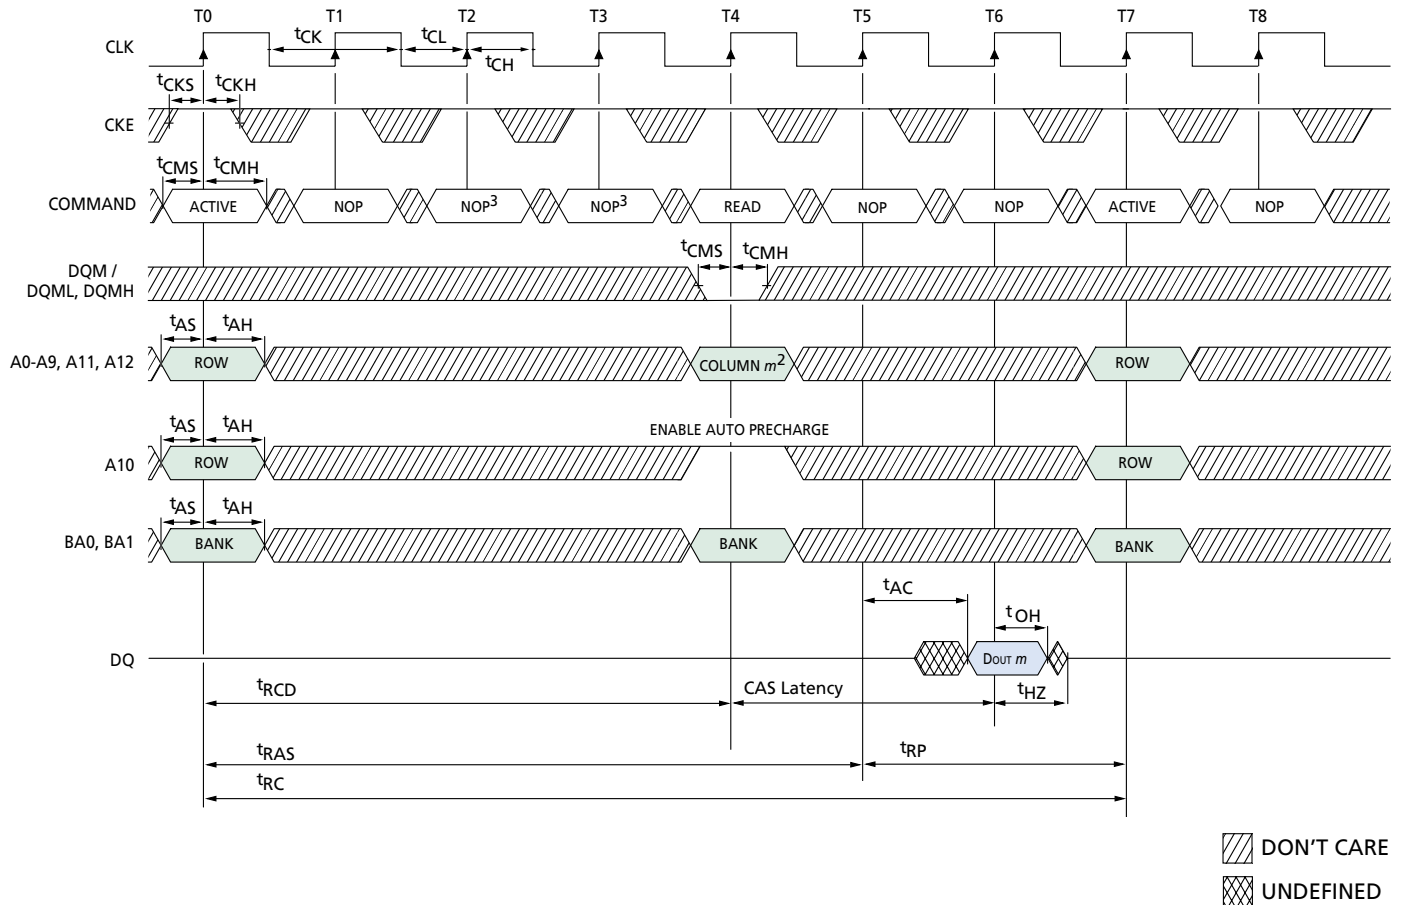 T0 T1 T2 T3 T4 T5 T6 T7 T8
CLK
tCK tCL
tCH
tCKS tCKH
CKE
tCMS tCMH
COMMAND ACTIVE NOP NOP3 NOP3 READ NOP NOP ACTIVE NOP
tCMS tCMH
DQM /
DQML, DQMH
tAS tAH
A0-A9, A11, A12 ROW COLUMN m2 ROW
tAS tAH
ENABLE AUTO PRECHARGE
A10 ROW ROW
tAS tAH
BA0, BA1 BANK BANK BANK
tAC
tOH
DQ DOUT m
tRCD CAS Latency tHZ
tRAS tRP
tRC
DON'T CARE
UNDEFINED